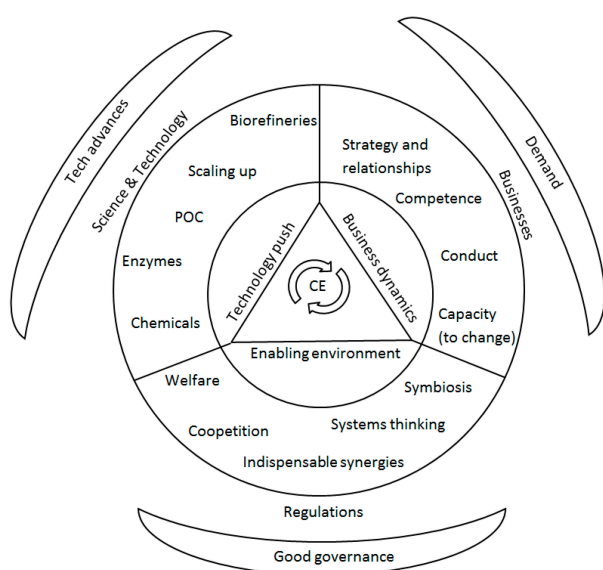 Tech advances
Science & Technology
Biorefineries
Scaling up
POC
Enzymes
Chemicals
Demand
Businesses
Strategy and
relationships
Competence
Conduct
Capacity
(to change)
Technology push
Business dynamics
CE
Enabling environment
Welfare
Symbiosis
Coopetition
Systems thinking
Indispensable synergies
Regulations
Good governance